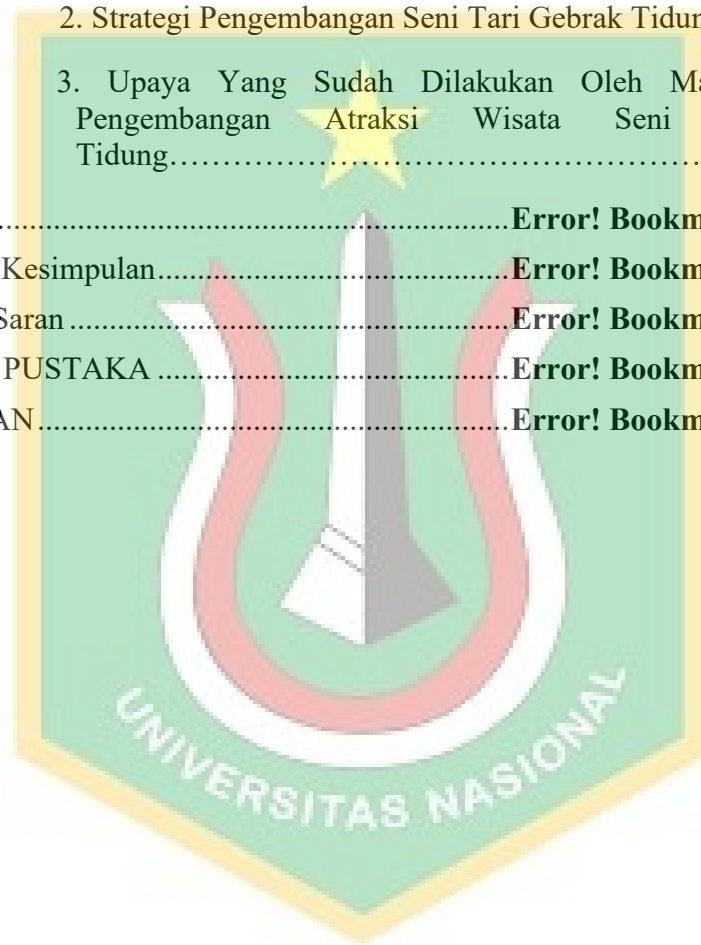 2. Strategi Pengembangan Seni Tari Gebrak Tidun
3. Upaya Yang Sudah Dilakukan Oleh Ma
Pengembangan Atraksi Wisata Seni
Tidung……………………………………………
...............................................Error! Bookm
Kesimpulan...............................................Error! Bookm
Saran...............................................Error! Bookm
PUSTAKA...............................................Error! Bookm
AN...............................................Error! Bookm
UNIVERSITAS NASIONAL